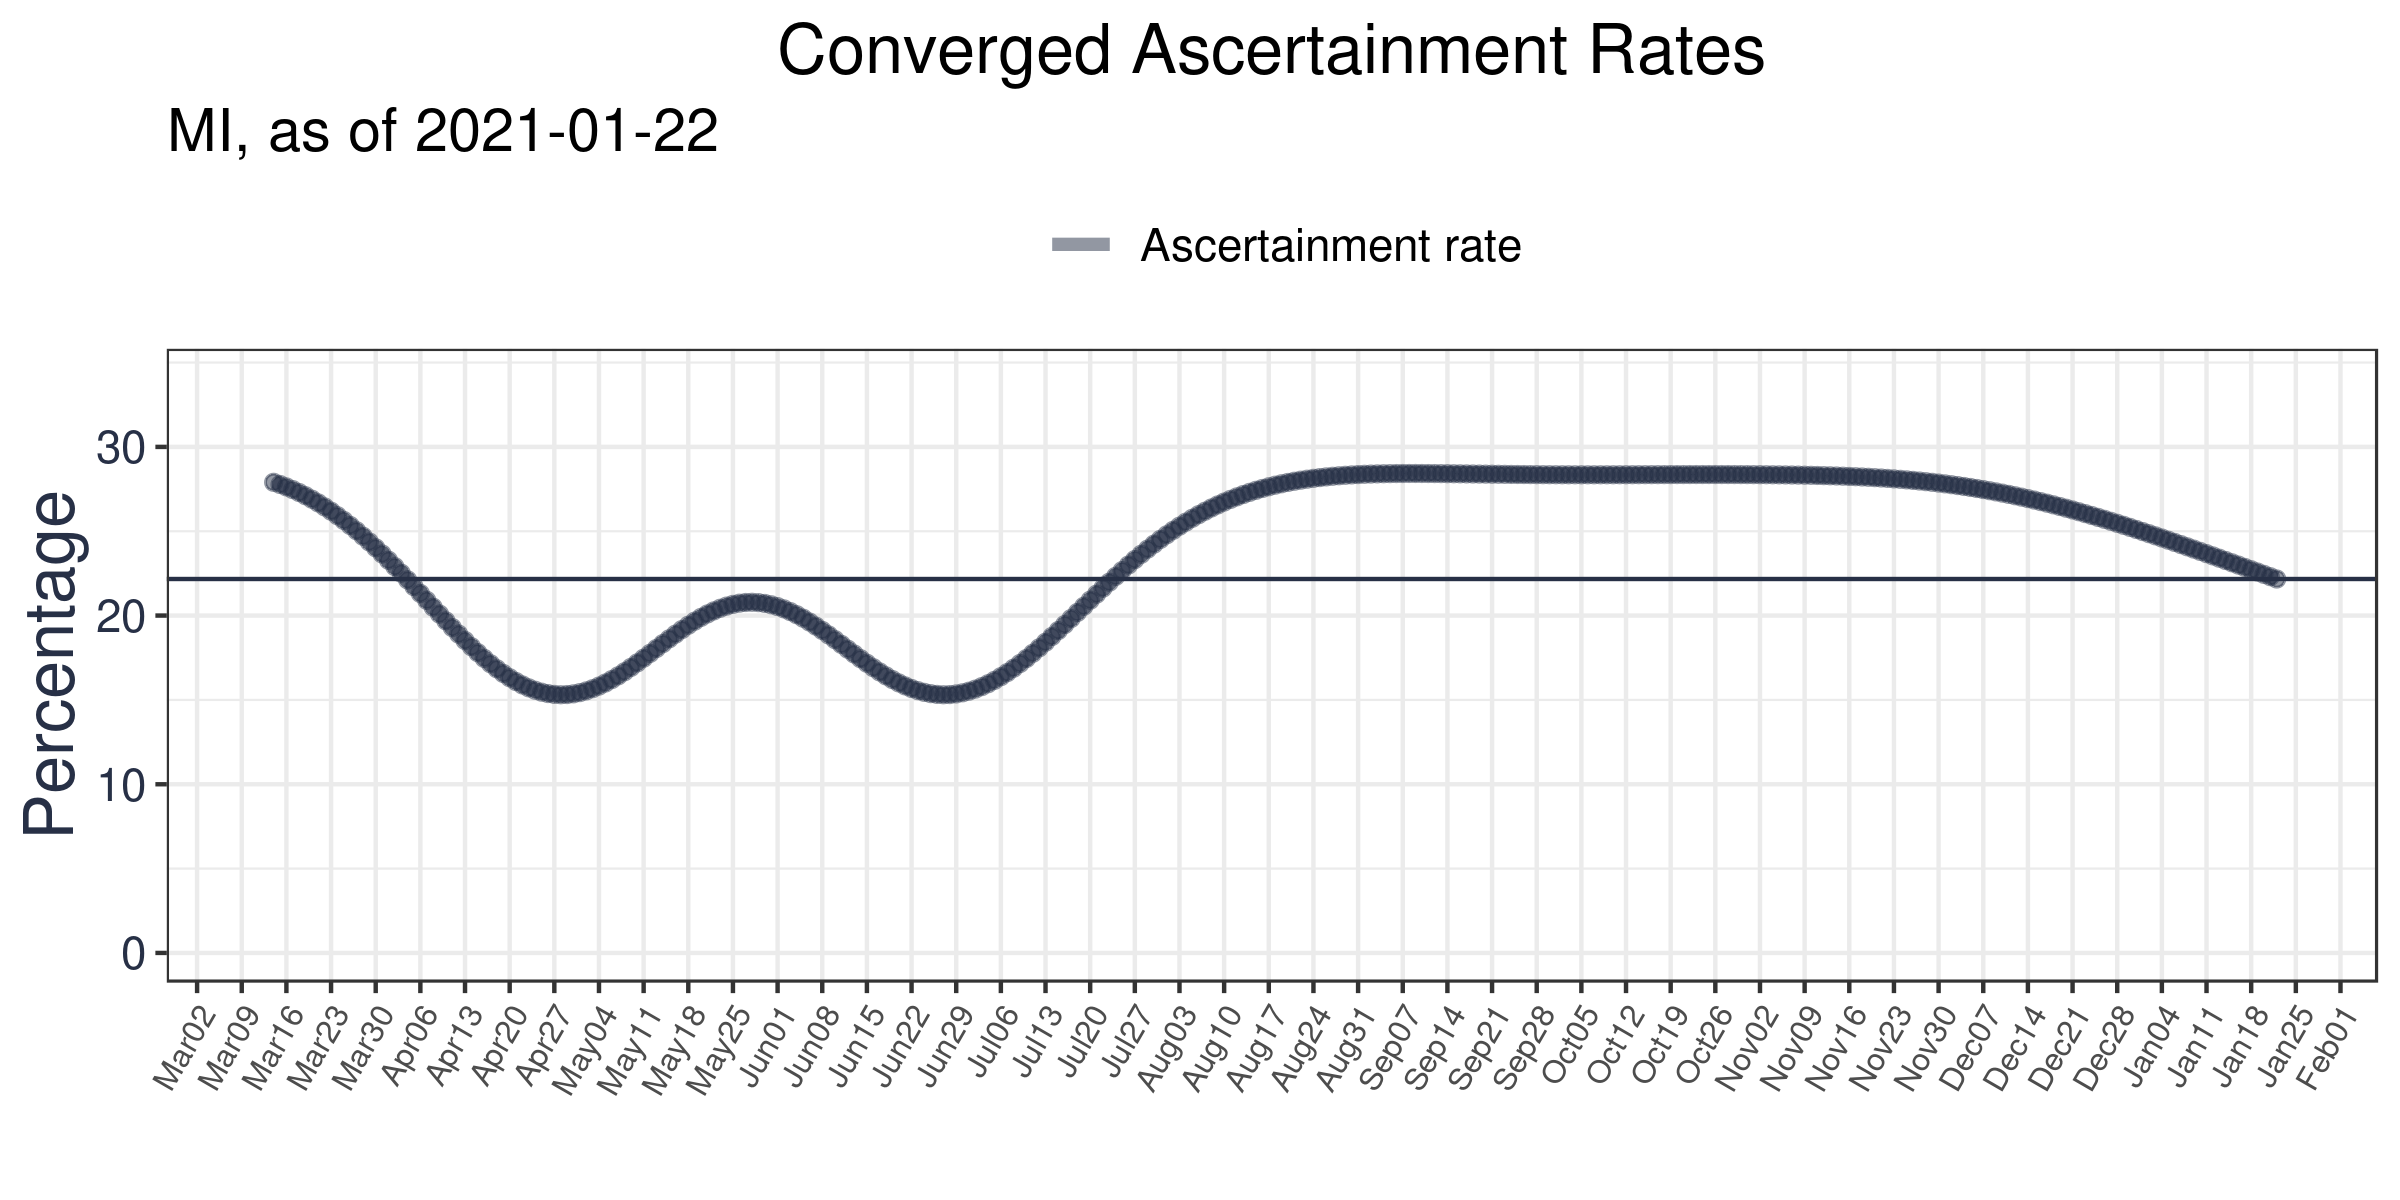 Converged Ascertainment Rates
MI, as of 2021-01-22
Ascertainment rate
Percentage
30
20
10
0
Mar02 Mar09 Mar16 Mar23 Mar30 Apr06 Apr13 Apr20 Apr27 May04 May11 May18 May25 Jun01 Jun08 Jun15 Jun22 Jun29 Jul06 Jul13 Jul20 Jul27 Aug03 Aug10 Aug17 Aug24 Aug31 Sep07 Sep14 Sep21 Sep28 Oct05 Oct12 Oct19 Oct26 Nov02 Nov09 Nov16 Nov23 Nov30 Dec07 Dec14 Dec21 Dec28 Jan04 Jan11 Jan18 Jan25 Feb01